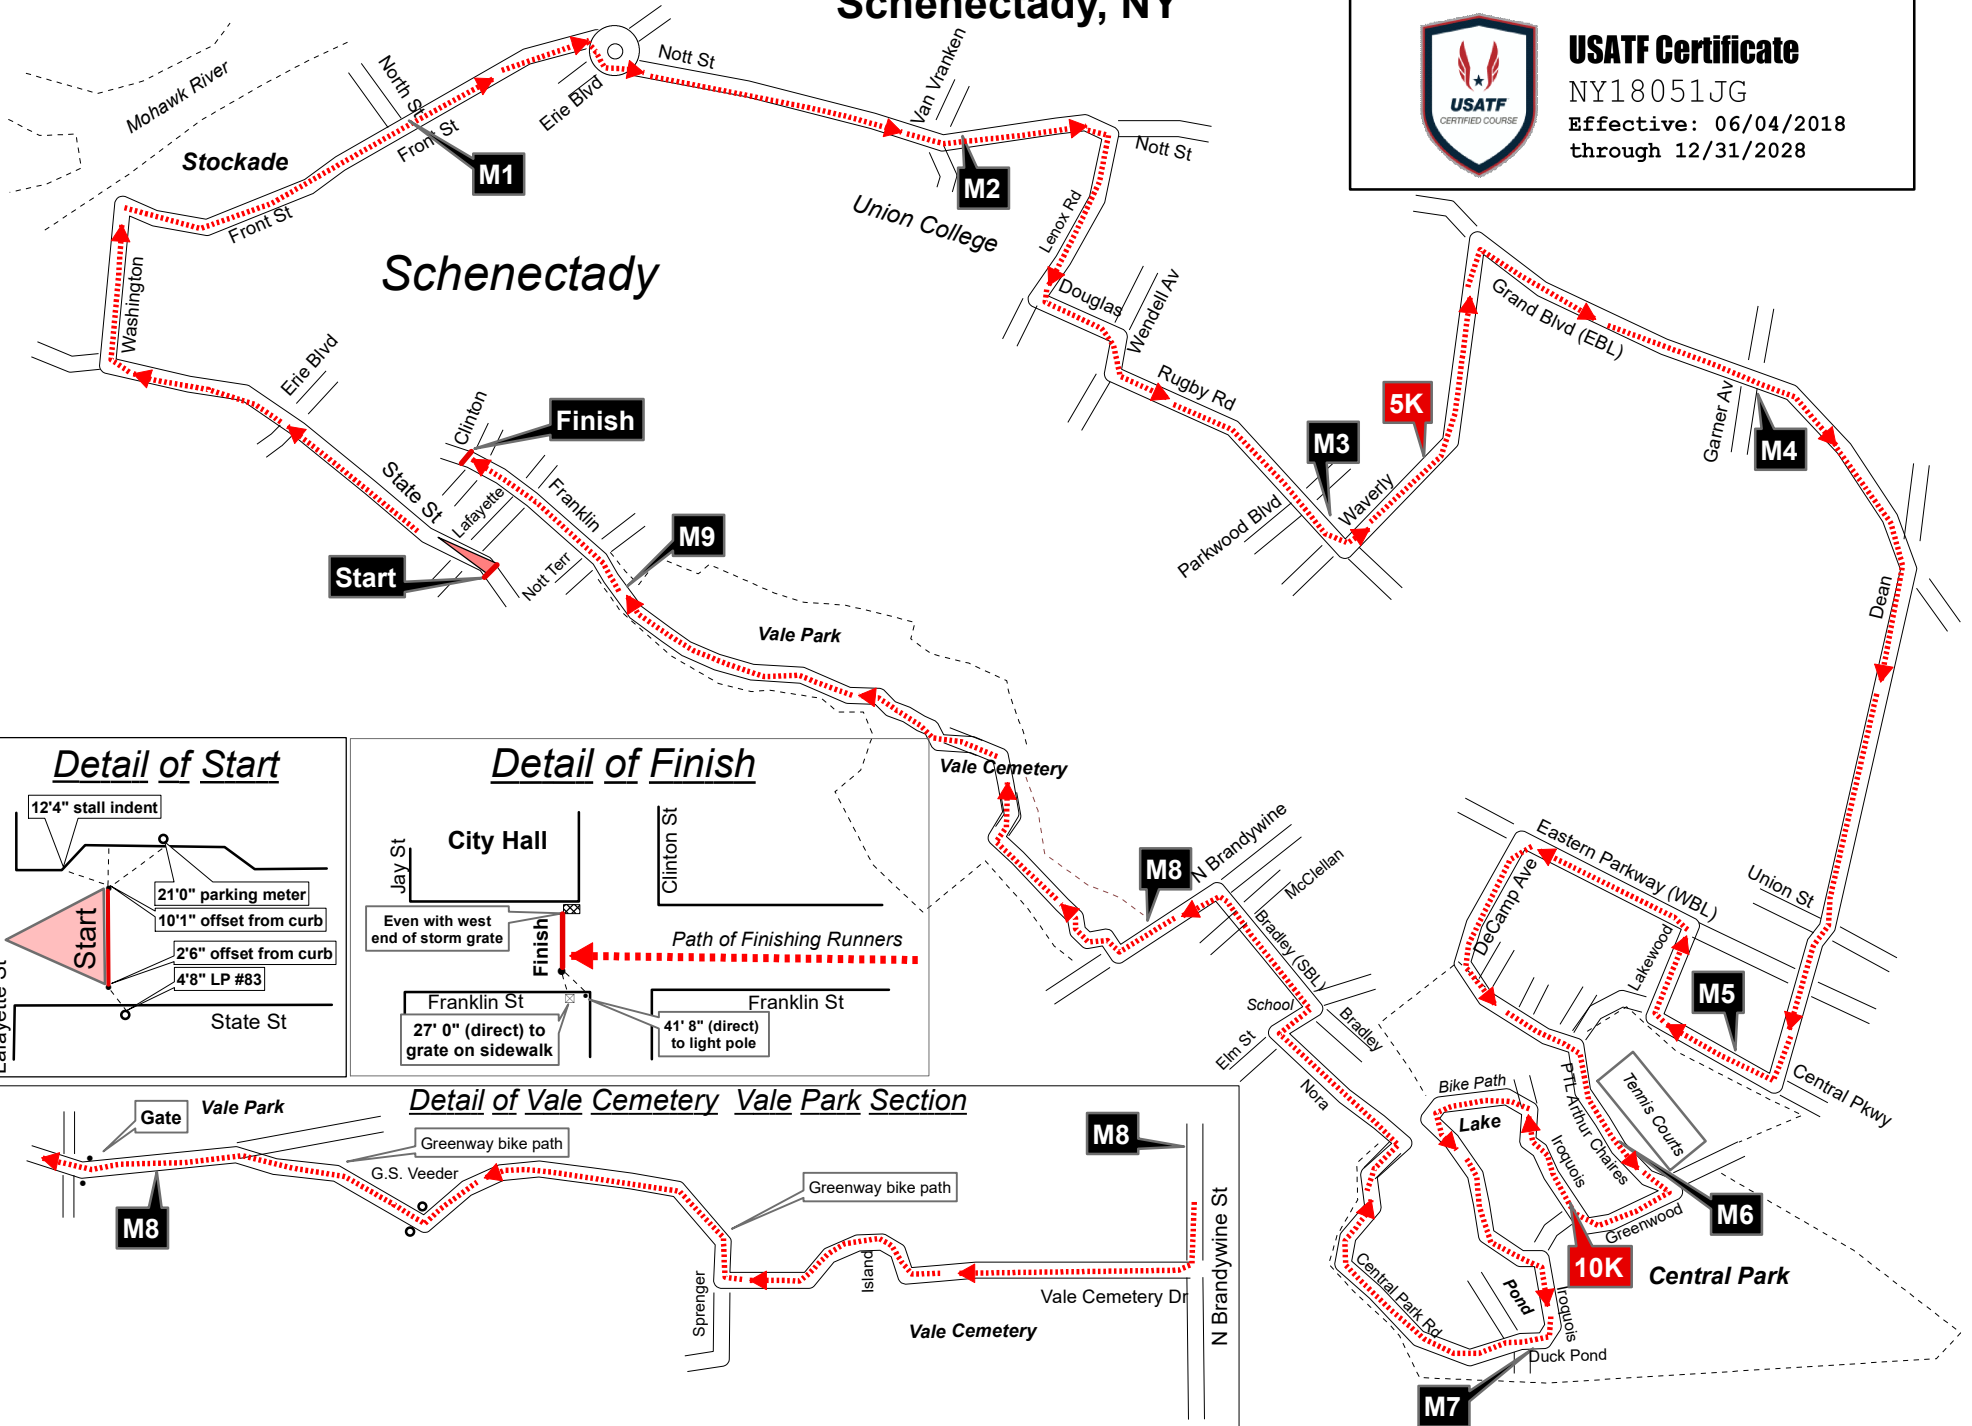 Schenectady, NY
USATF
CERTIFIED COURSE
USATF Certificate
NY18051JG
Effective: 06/04/2018
through 12/31/2028
Mohawk River
North St
Stockade
Front St
Front St
M1
Erie Blvd
Nott St
Van Vranken
M2
Nott St
Union College
Lenox Rd
Schenectady
Washington
Erie Blvd
Douglas
Wendell Av
Rugby Rd
Grand Blvd (EBL)
Garner Av
M4
5K
M3
Waverly
Parkwood Blvd
Dean
Clinton
Finish
State St
Lafayette
Franklin
Nott Terr
Start
M9
Vale Park
Vale Cemetery
M8
N Brandywine
McClellan
Bradley (SBL)
Bradley
School
Elm St
Nora
Eastern Parkway (WBL)
Union St
DeCamp Ave
Lakewood
M5
Central Pkwy
PTL Arthur Chaires
Tennis Courts
Bike Path
Lake
Iroquois
Greenwood
M6
10K
Central Park
Central Park Rd
Pond
Iroquois
Duck Pond
M7
Detail of Start
12'4" stall indent
21'0" parking meter
10'1" offset from curb
2'6" offset from curb
4'8" LP #83
Start
State St
Lafayette St
Detail of Finish
City Hall
Jay St
Clinton St
Even with west
end of storm grate
Finish
Path of Finishing Runners
Franklin St
Franklin St
27' 0" (direct) to
grate on sidewalk
41' 8" (direct)
to light pole
Detail of Vale Cemetery Vale Park Section
Gate
Vale Park
Greenway bike path
G.S. Veeder
M8
Greenway bike path
M8
Sprenger
Island
Vale Cemetery Dr
Vale Cemetery
N Brandywine St